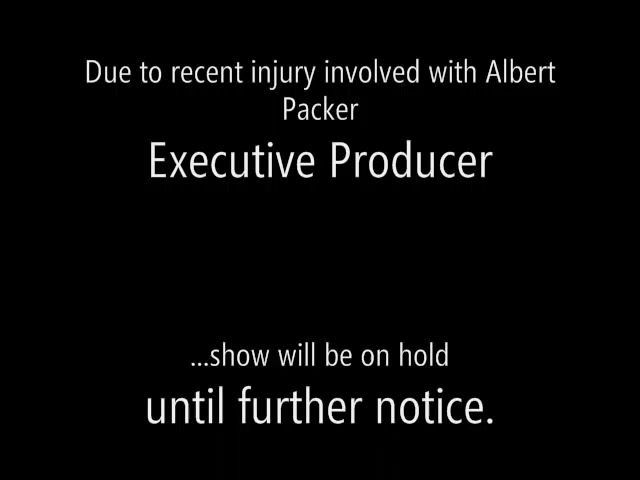 Due to recent injury involved with Albert
Packer
Executive Producer
...show will be on hold
until further notice.